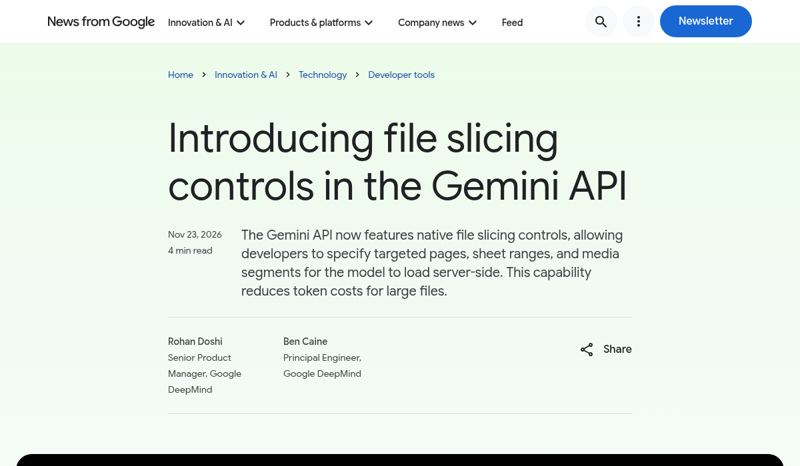 News from Google
Innovation & AI
Products & platforms
Company news
Feed
Newsletter
Home > Innovation & AI > Technology > Developer tools
Introducing file slicing
controls in the Gemini API
Nov 23, 2026
4 min read
The Gemini API now features native file slicing controls, allowing
developers to specify targeted pages, sheet ranges, and media
segments for the model to load server-side. This capability
reduces token costs for large files.
Rohan Doshi
Senior Product
Manager, Google
DeepMind
Ben Caine
Principal Engineer,
Google DeepMind
Share